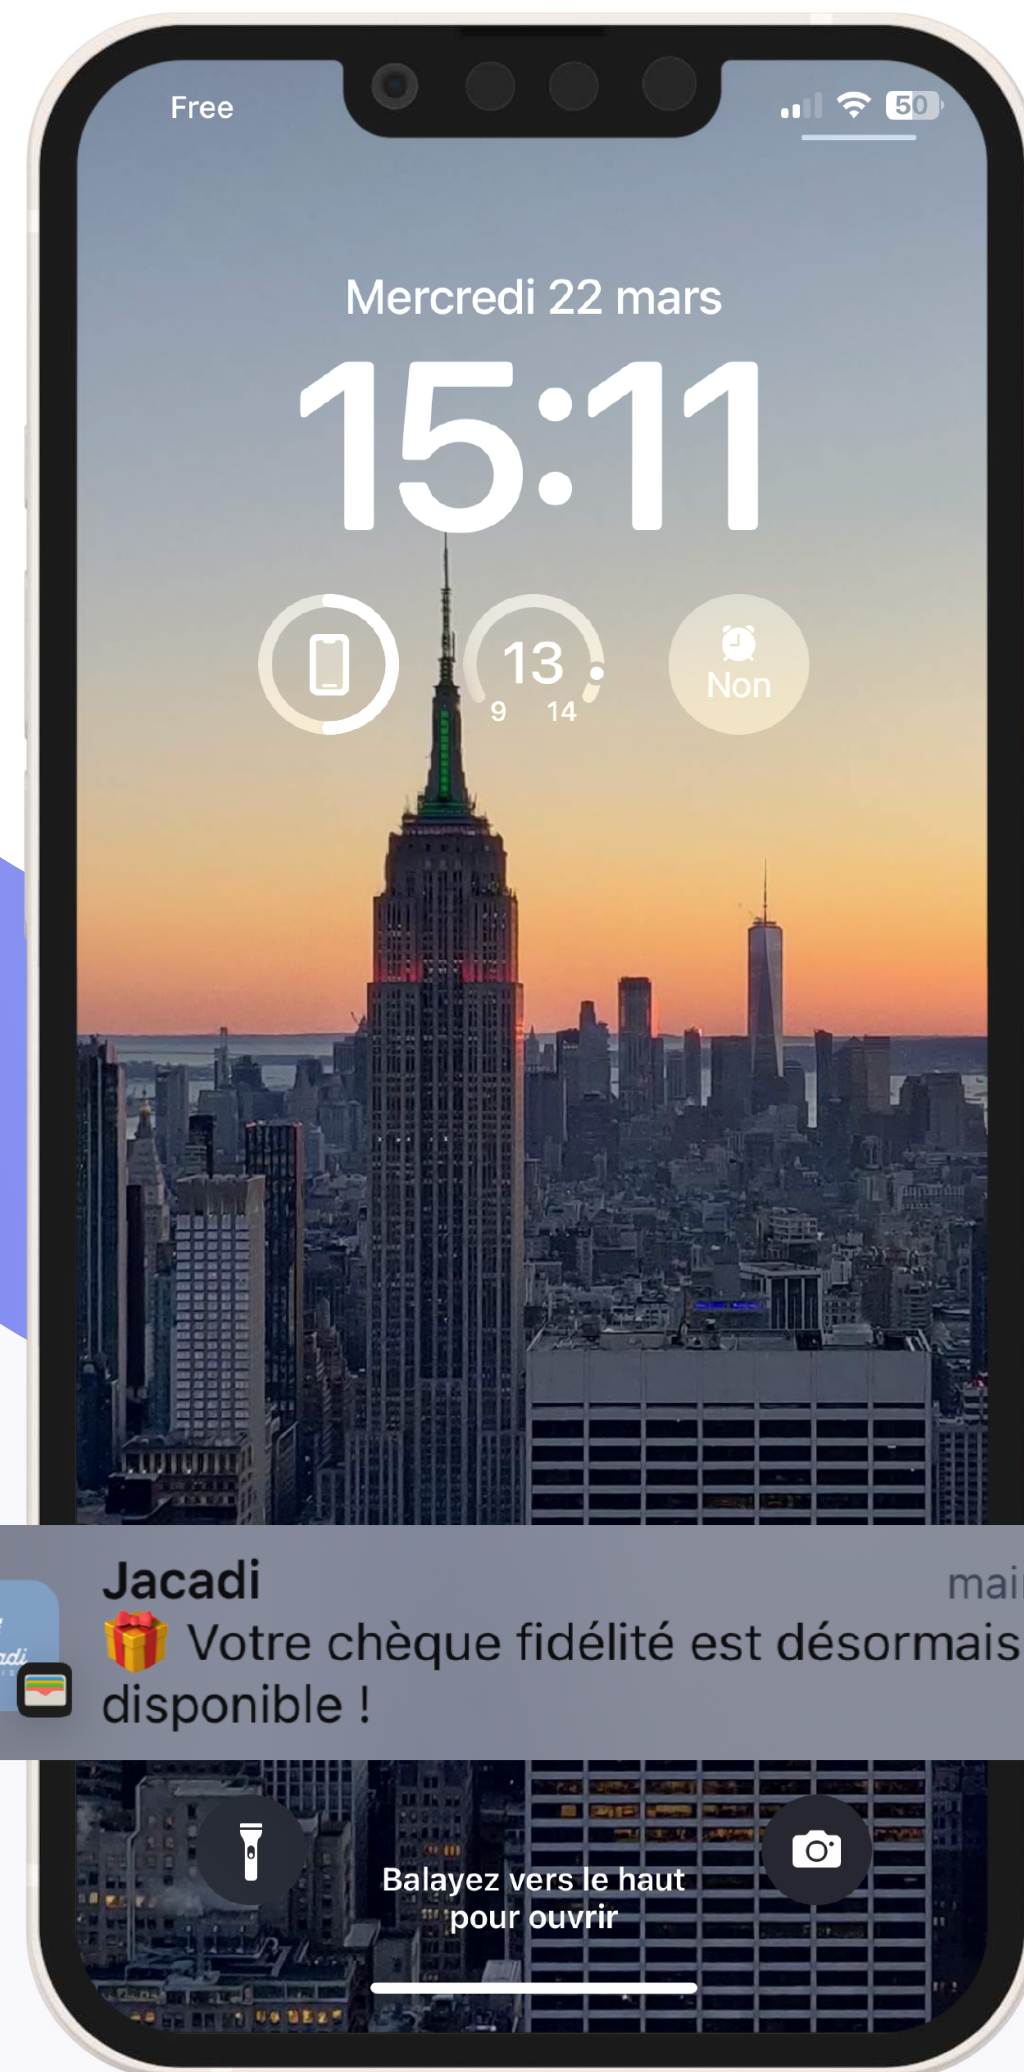 Free
50
Mercredi 22 mars
15:11
13
9 14
Non
Jacadi
🎁 Votre chèque fidélité est désormais
disponible !
Balayez vers le haut
pour ouvrir